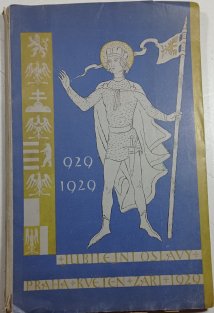 929
1929
JUBILEJNÍ OSLAVY
PRAHA KVĚTEN - ZÁŘÍ - 1929